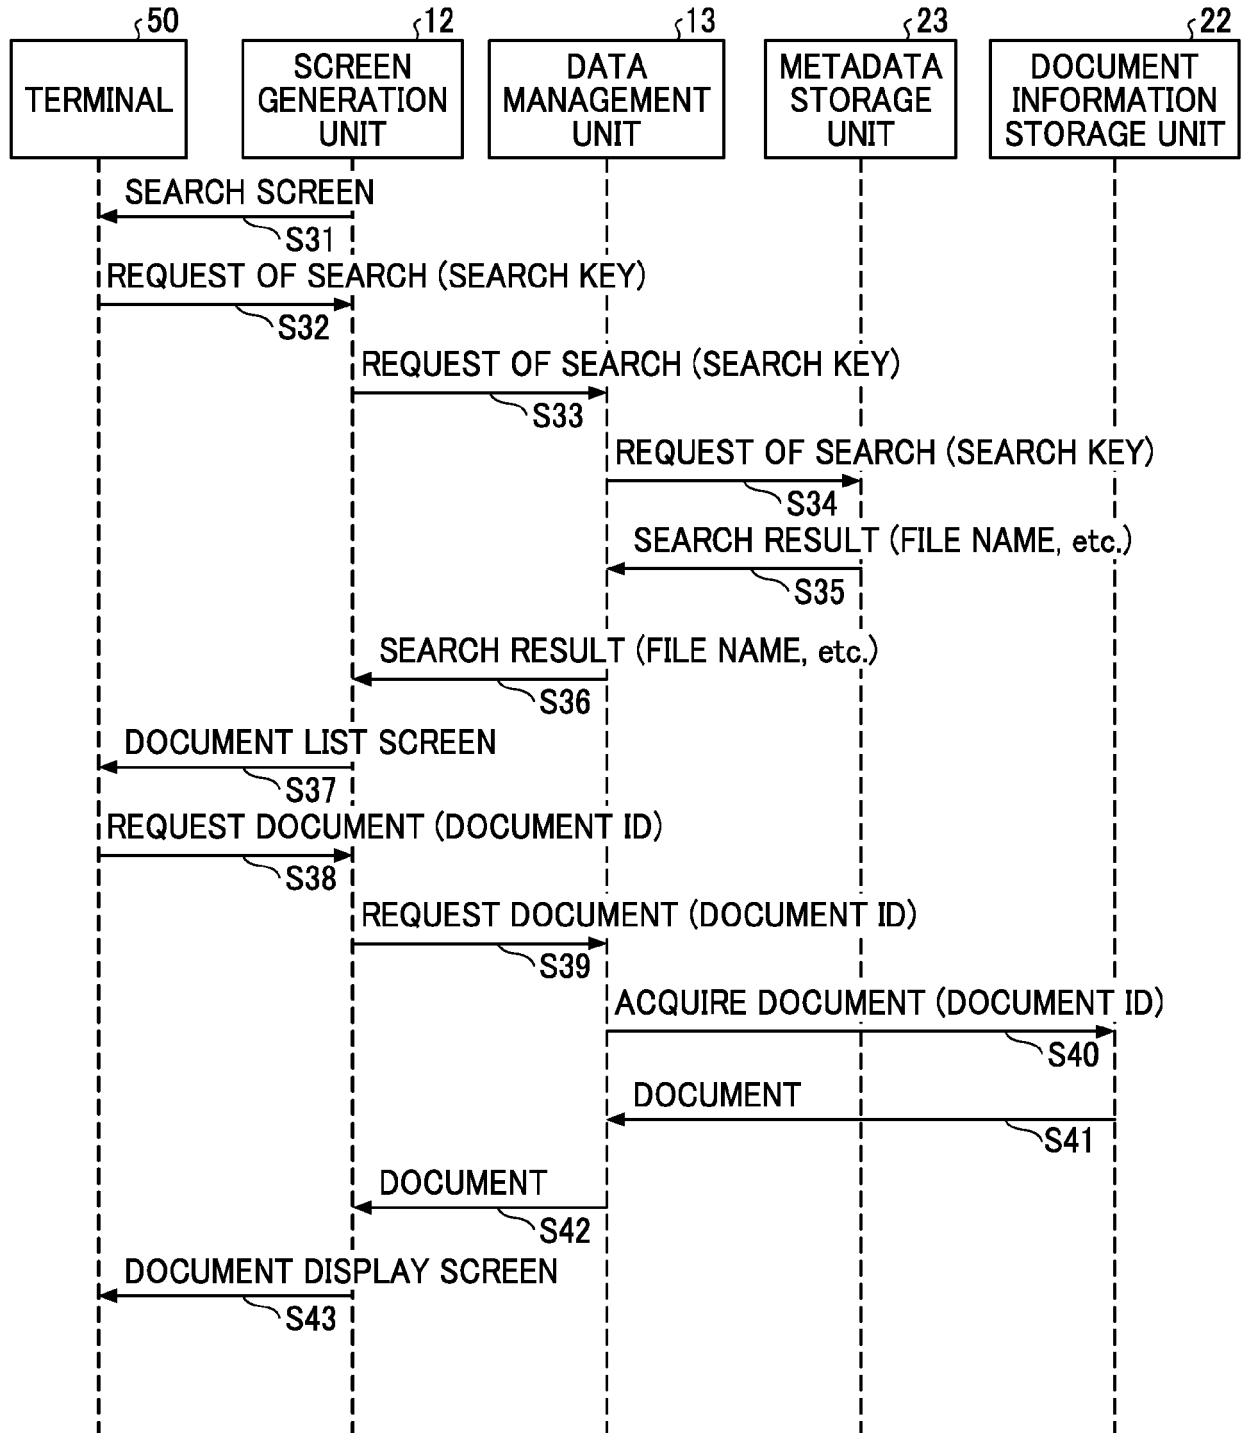 50
12
13
23
22
TERMINAL
SCREEN
GENERATION
UNIT
DATA
MANAGEMENT
UNIT
METADATA
STORAGE
UNIT
DOCUMENT
INFORMATION
STORAGE UNIT
SEARCH SCREEN
S31
REQUEST OF SEARCH (SEARCH KEY)
S32
REQUEST OF SEARCH (SEARCH KEY)
S33
REQUEST OF SEARCH (SEARCH KEY)
S34
SEARCH RESULT (FILE NAME, etc.)
S35
SEARCH RESULT (FILE NAME, etc.)
S36
DOCUMENT LIST SCREEN
S37
REQUEST DOCUMENT (DOCUMENT ID)
S38
REQUEST DOCUMENT (DOCUMENT ID)
S39
ACQUIRE DOCUMENT (DOCUMENT ID)
S40
DOCUMENT
S41
DOCUMENT
S42
DOCUMENT DISPLAY SCREEN
S43